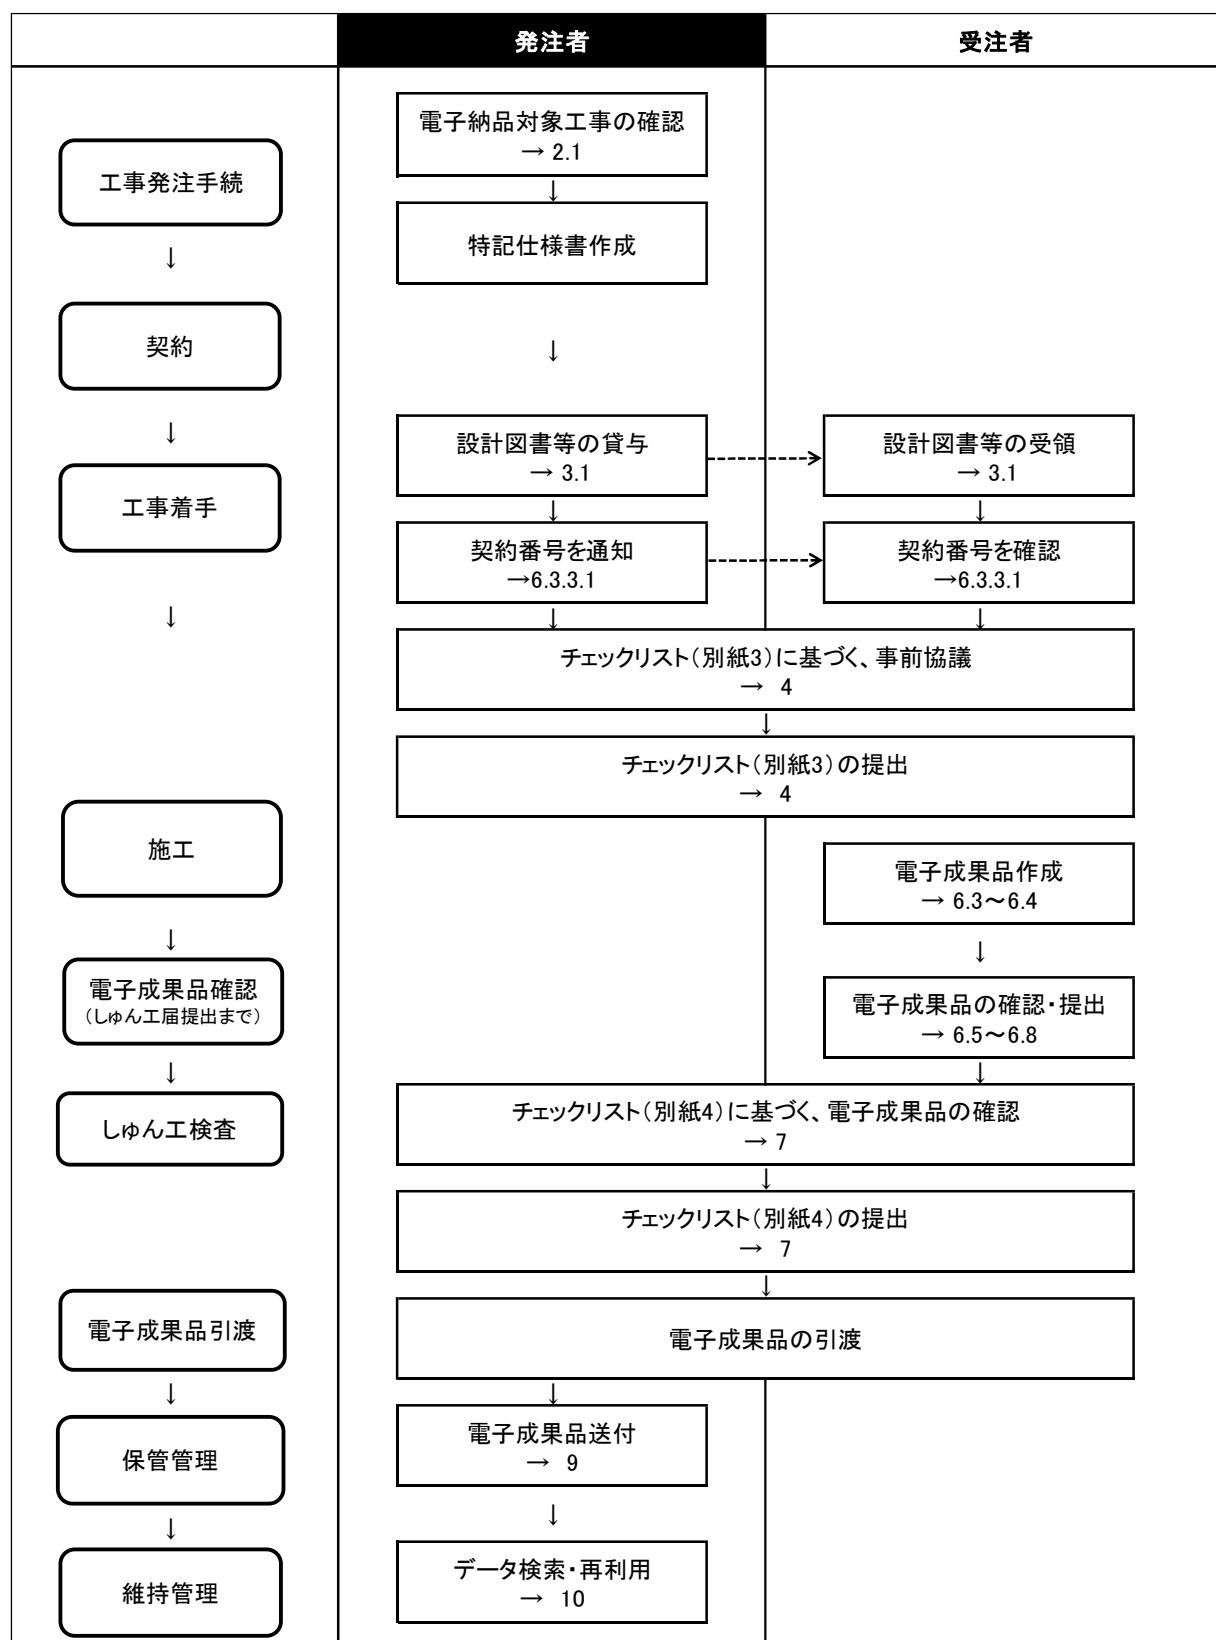 発注者
受注者
電子納品対象工事の確認
→ 2.1
工事発注手続
↓
特記仕様書作成
↓
契約
↓
↓
設計図書等の貸与
→ 3.1
設計図書等の受領
→ 3.1
工事着手
↓
↓
契約番号を通知
→6.3.3.1
契約番号を確認
→6.3.3.1
↓
↓
↓
チェックリスト（別紙3）に基づく、事前協議
→ 4
↓
チェックリスト（別紙3）の提出
→ 4
施工
電子成果品作成
→ 6.3～6.4
↓
↓
電子成果品確認
（しゅん工届提出まで）
電子成果品の確認・提出
→ 6.5～6.8
↓
↓
しゅん工検査
チェックリスト（別紙4）に基づく、電子成果品の確認
→ 7
↓
チェックリスト（別紙4）の提出
→ 7
↓
電子成果品引渡
電子成果品の引渡
↓
↓
保管管理
電子成果品送付
→ 9
↓
↓
維持管理
データ検索・再利用
→ 10